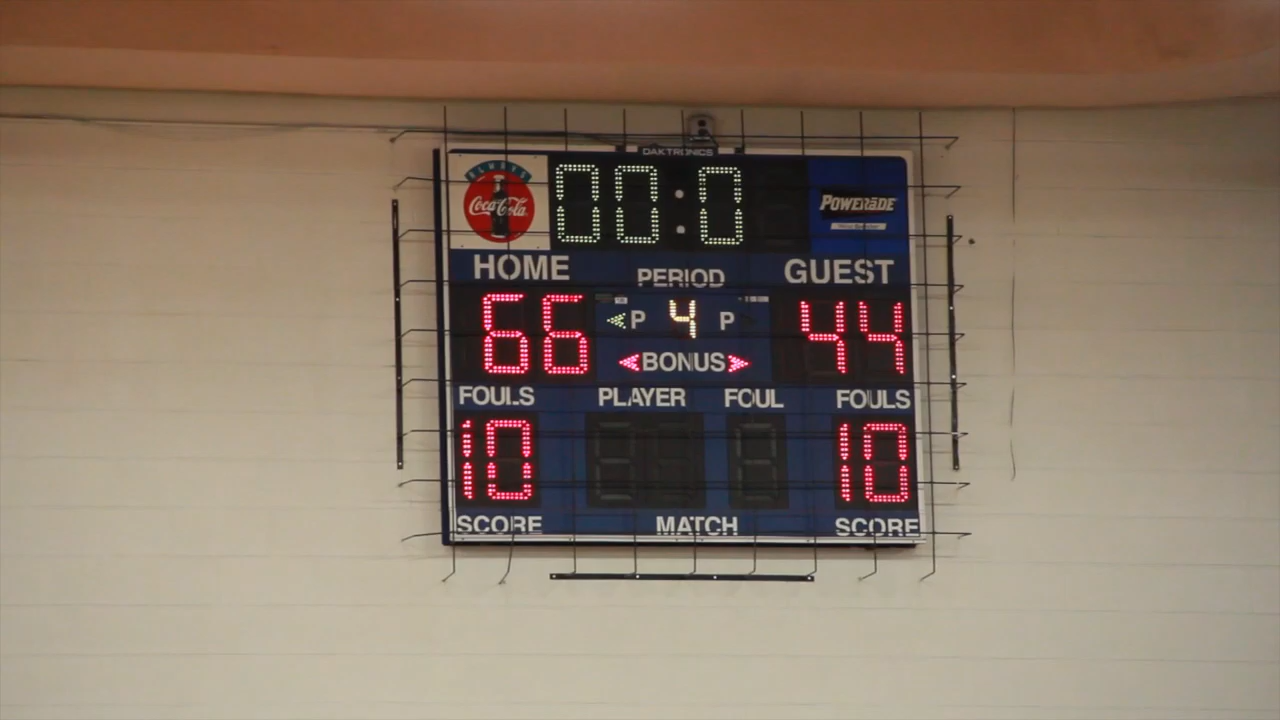 DAKTRONICS
ALWAYS
Coca-Cola
00:0
POWERADE
HOME PERIOD GUEST
66 P 4 P 44
BONUS
FOULS PLAYER FOUL FOULS
10 10
SCORE MATCH SCORE